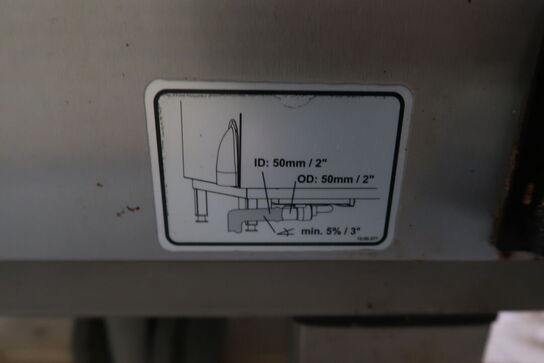 ID: 50mm / 2"
OD: 50mm / 2"
min. 5% / 3°